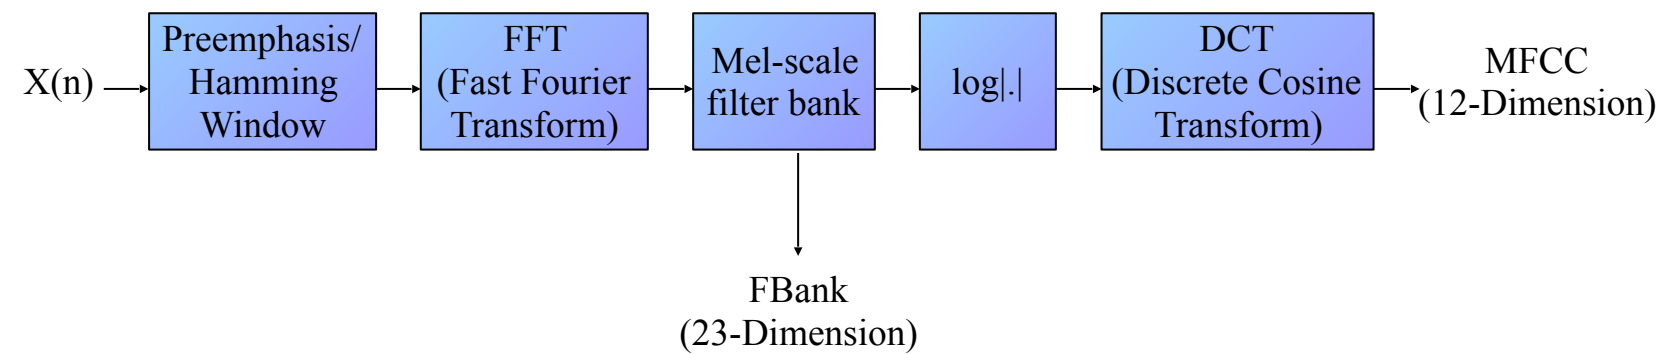 X(n)
Preemphasis/
Hamming
Window
FFT
(Fast Fourier
Transform)
Mel-scale
filter bank
log|.|
DCT
(Discrete Cosine
Transform)
MFCC
(12-Dimension)
FBank
(23-Dimension)